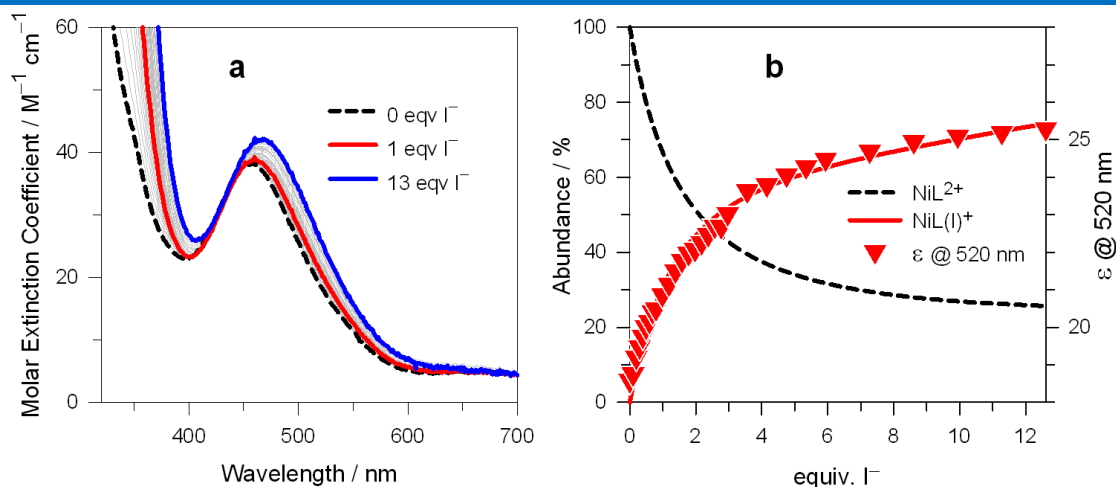 a
60
40
20
0
Molar Extinction Coefficient / M⁻¹ cm⁻¹
0 eqv I⁻
1 eqv I⁻
13 eqv I⁻
400
500
600
700
Wavelength / nm
b
100
80
60
40
20
0
Abundance / %
NiL²⁺
NiL(I)⁺
ε @ 520 nm
25
20
ε @ 520 nm
0
2
4
6
8
10
12
equiv. I⁻